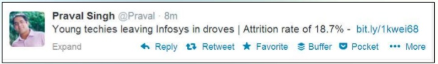 Praval Singh @Praval · 8m
Young techies leaving Infosys in droves | Attrition rate of 18.7% - bit.ly/1kwei68
Expand Reply Retweet Favorite Buffer Pocket More